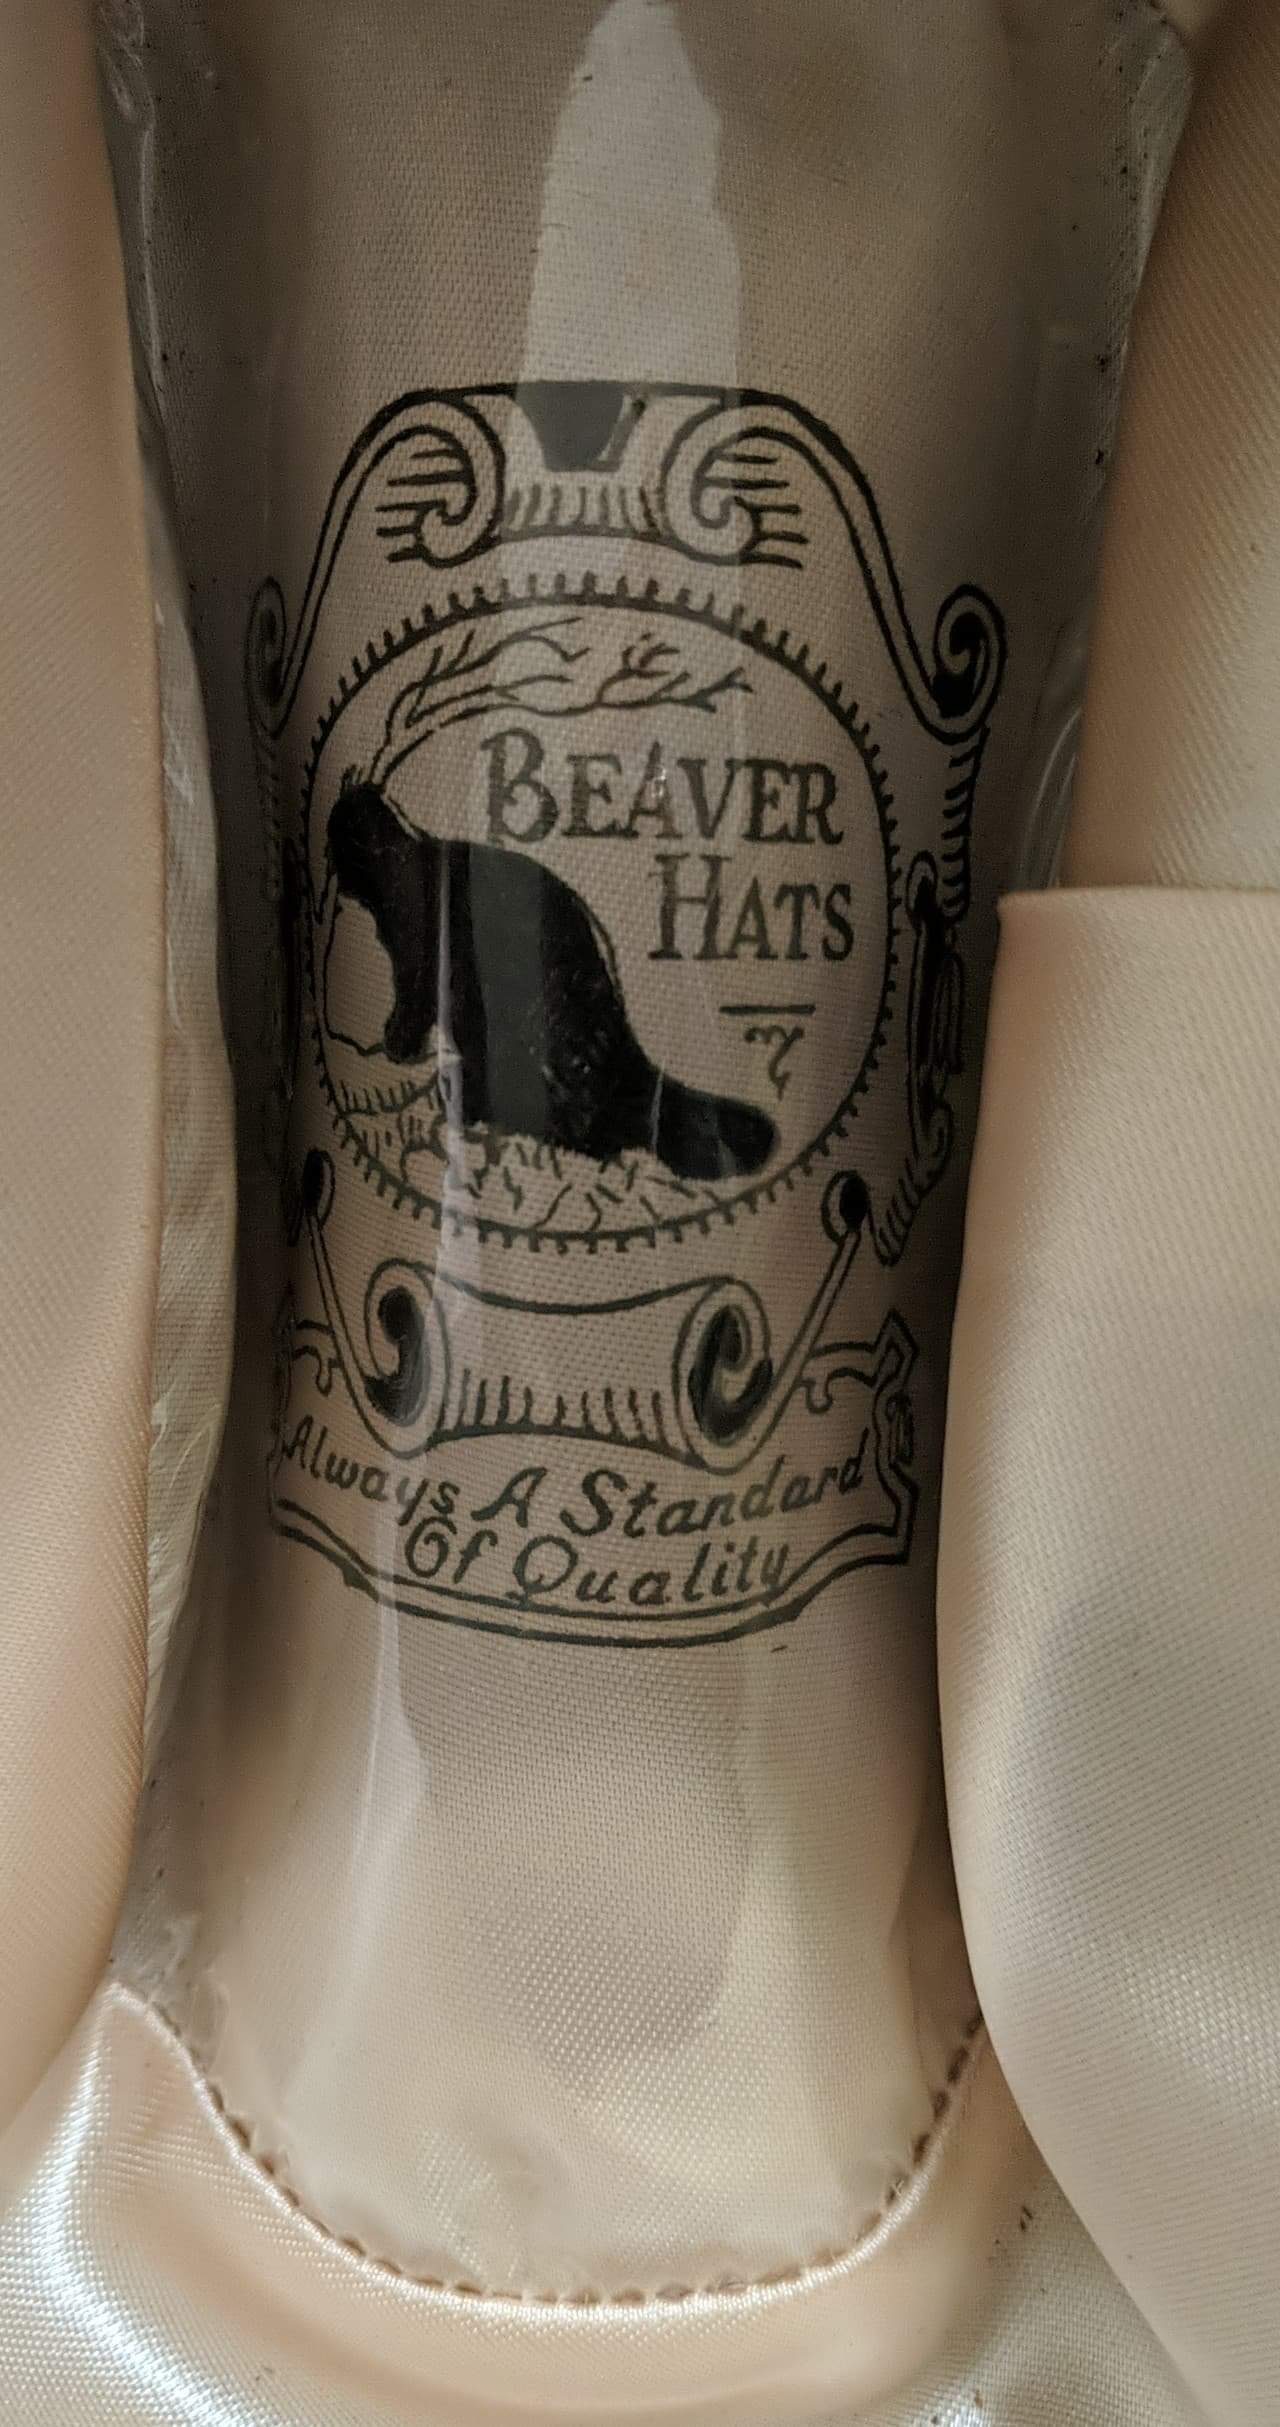 BEAVER
HATS
Always A Standard
Of Quality